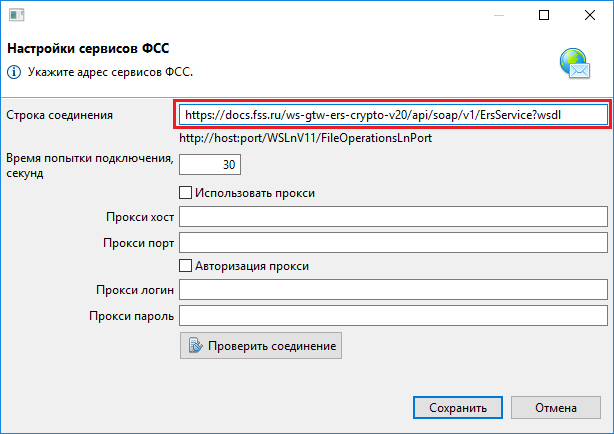 Настройки сервисов ФСС
Укажите адрес сервисов ФСС.
Строка соединения
https://docs.fss.ru/ws-gtw-ers-crypto-v20/api/soap/v1/ErsService?wsdl
http://host:port/WSLnV11/FileOperationsLnPort
Время попытки подключения,
секунд
30
Использовать прокси
Прокси хост
Прокси порт
Авторизация прокси
Прокси логин
Прокси пароль
Проверить соединение
Сохранить
Отмена